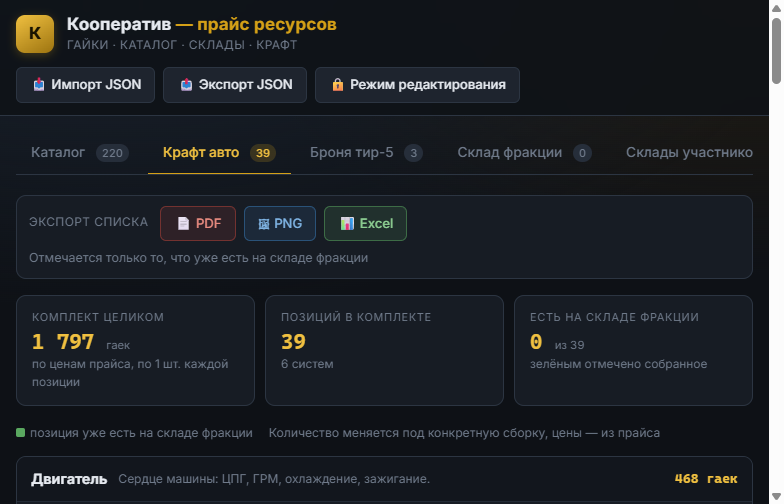 К
Кооператив — прайс ресурсов
ГАЙКИ · КАТАЛОГ · СКЛАДЫ · КРАФТ
Импорт JSON Экспорт JSON Режим редактирования
Каталог 220 Крафт авто 39 Броня тир-5 3 Склад фракции 0 Склады участнико
ЭКСПОРТ СПИСКА PDF PNG Excel
Отмечается только то, что уже есть на складе фракции
КОМПЛЕКТ ЦЕЛИКОМ
1 797 гаек
по ценам прайса, по 1 шт. каждой
позиции
ПОЗИЦИЙ В КОМПЛЕКТЕ
39
6 систем
ЕСТЬ НА СКЛАДЕ ФРАКЦИИ
0 из 39
зелёным отмечено собранное
позиция уже есть на складе фракции Количество меняется под конкретную сборку, цены — из прайса
Двигатель Сердце машины: ЦПГ, ГРМ, охлаждение, зажигание. 468 гаек